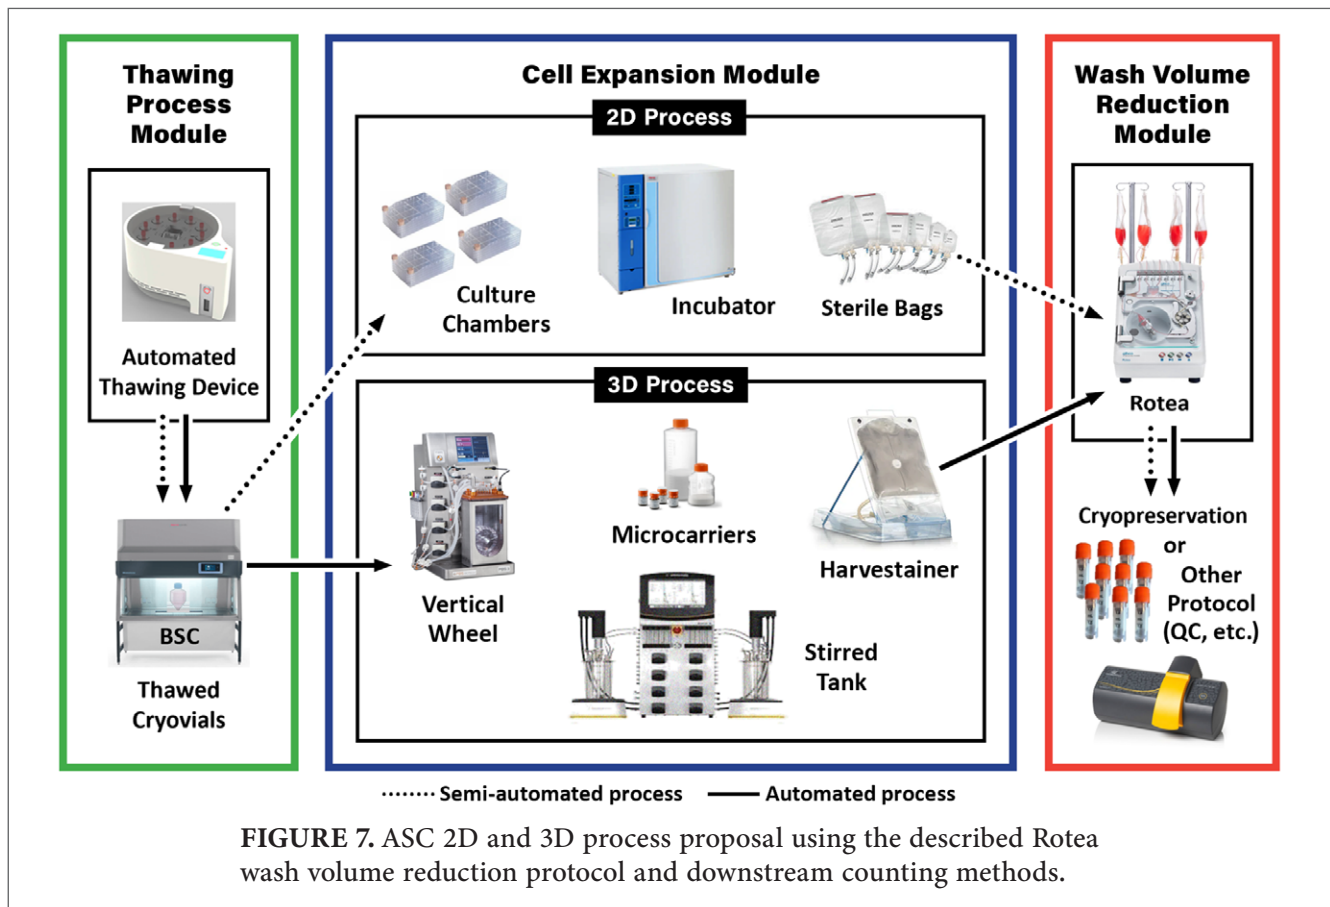 Thawing
Process
Module
Automated
Thawing Device
BSC
Thawed
Cryovials
Cell Expansion Module
2D Process
Culture
Chambers
Incubator
Sterile Bags
3D Process
Vertical
Wheel
Microcarriers
Harvestainer
Stirred
Tank
Wash Volume
Reduction
Module
Rotea
Cryopreservation
or
Other
Protocol
(QC, etc.)
Semi-automated process
Automated process
FIGURE 7. ASC 2D and 3D process proposal using the described Rotea
wash volume reduction protocol and downstream counting methods.